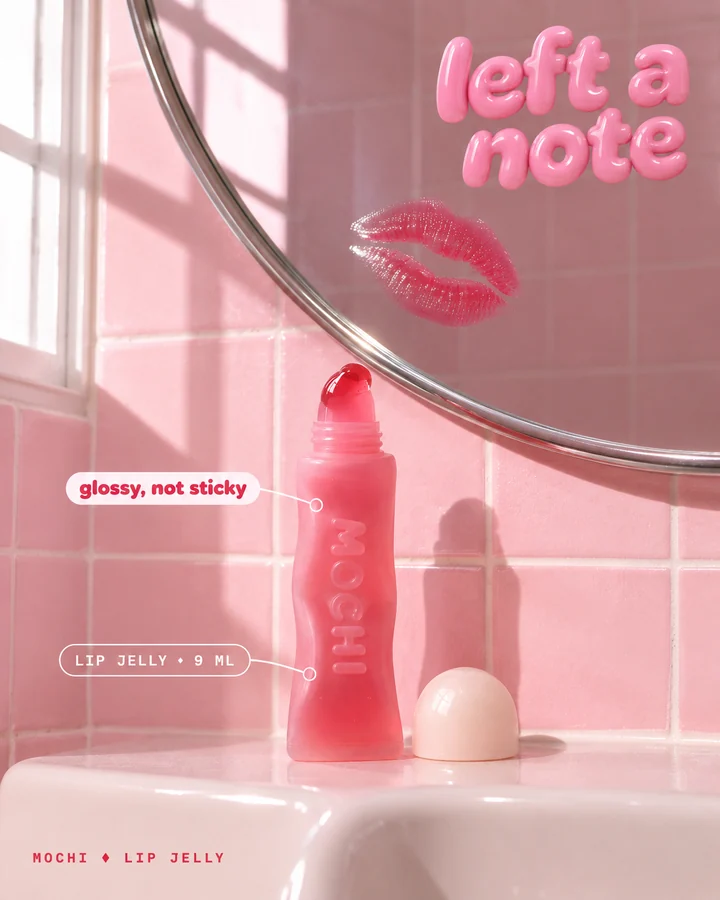 left a
note
glossy, not sticky
MOCHI
LIP JELLY ♦ 9 ML
MOCHI ♦ LIP JELLY